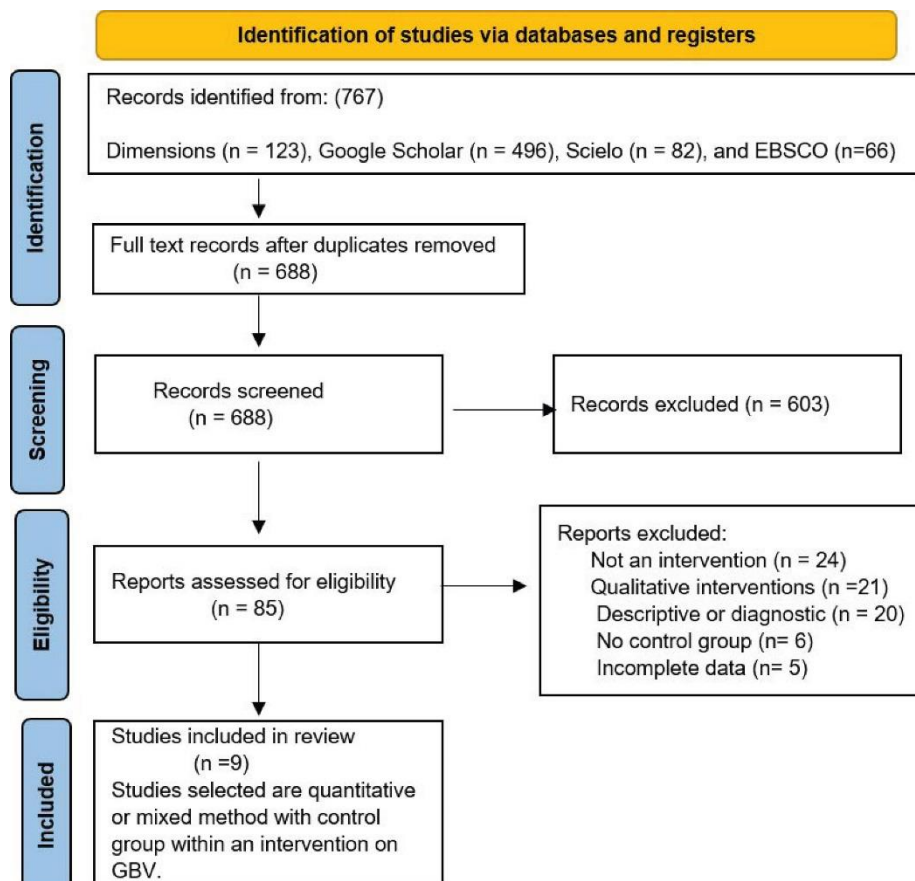 Identification of studies via databases and registers
Identification
Records identified from: (767)
Dimensions (n = 123), Google Scholar (n = 496), Scielo (n = 82), and EBSCO (n=66)
Full text records after duplicates removed
(n = 688)
Screening
Records screened
(n = 688)
Records excluded (n = 603)
Eligibility
Reports assessed for eligibility
(n = 85)
Reports excluded:
Not an intervention (n = 24)
Qualitative interventions (n =21)
Descriptive or diagnostic (n = 20)
No control group (n= 6)
Incomplete data (n= 5)
Included
Studies included in review
(n =9)
Studies selected are quantitative
or mixed method with control
group within an intervention on
GBV.